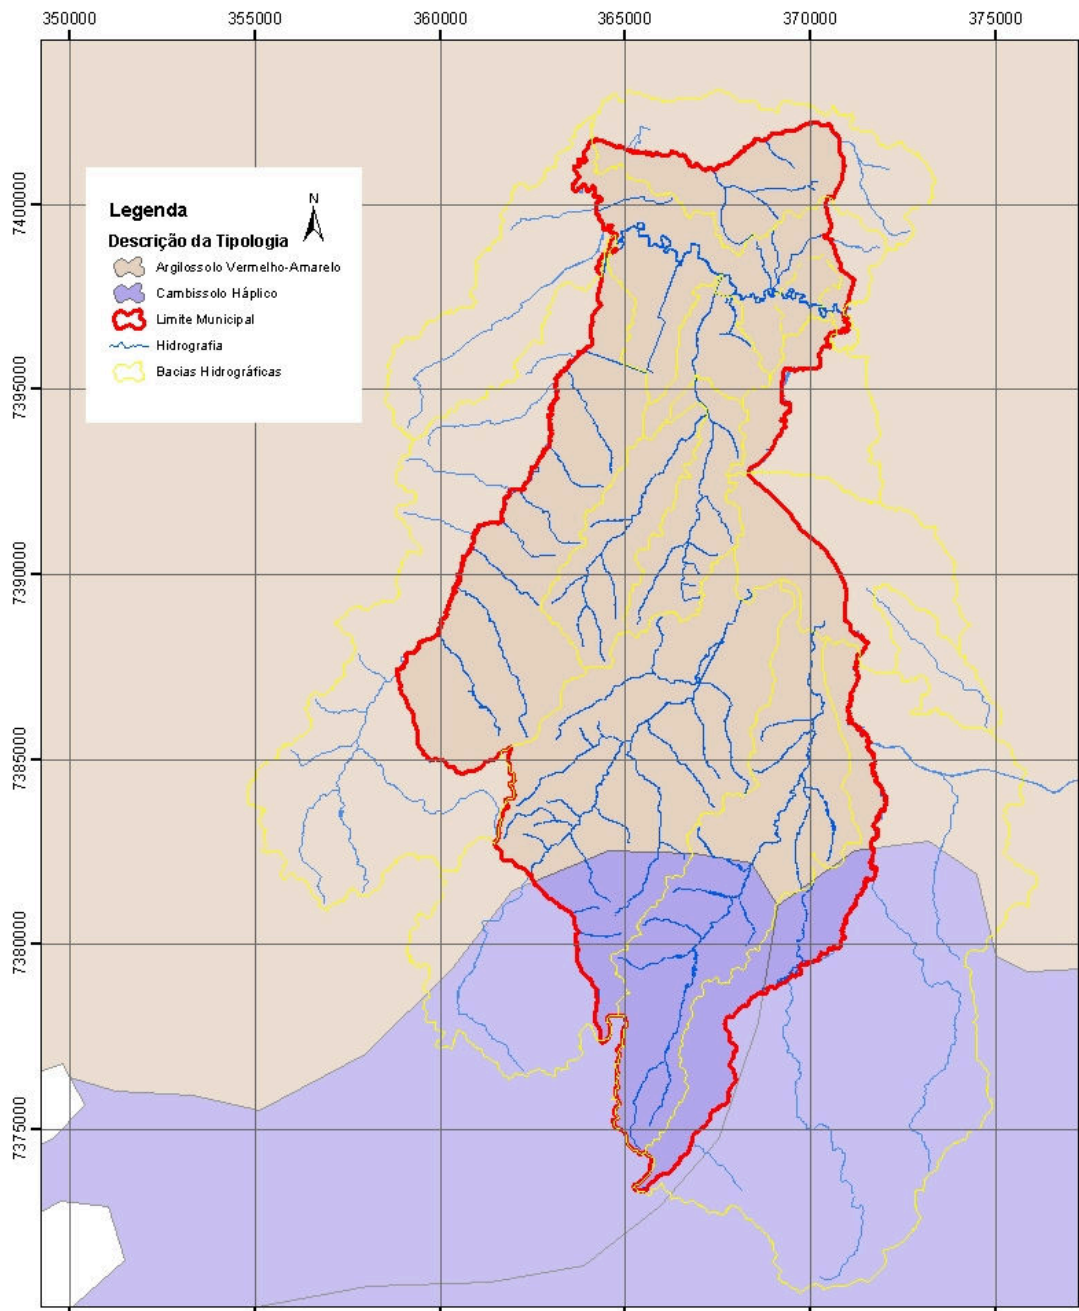 350000 355000 360000 365000 370000 375000
7400000
7395000
7390000
7385000
7380000
7375000
N
Legenda
Descrição da Tipologia
Argilossolo Vermelho-Amarelo
Cambissolo Háplico
Limite Municipal
Hidrografia
Bacias Hidrográficas